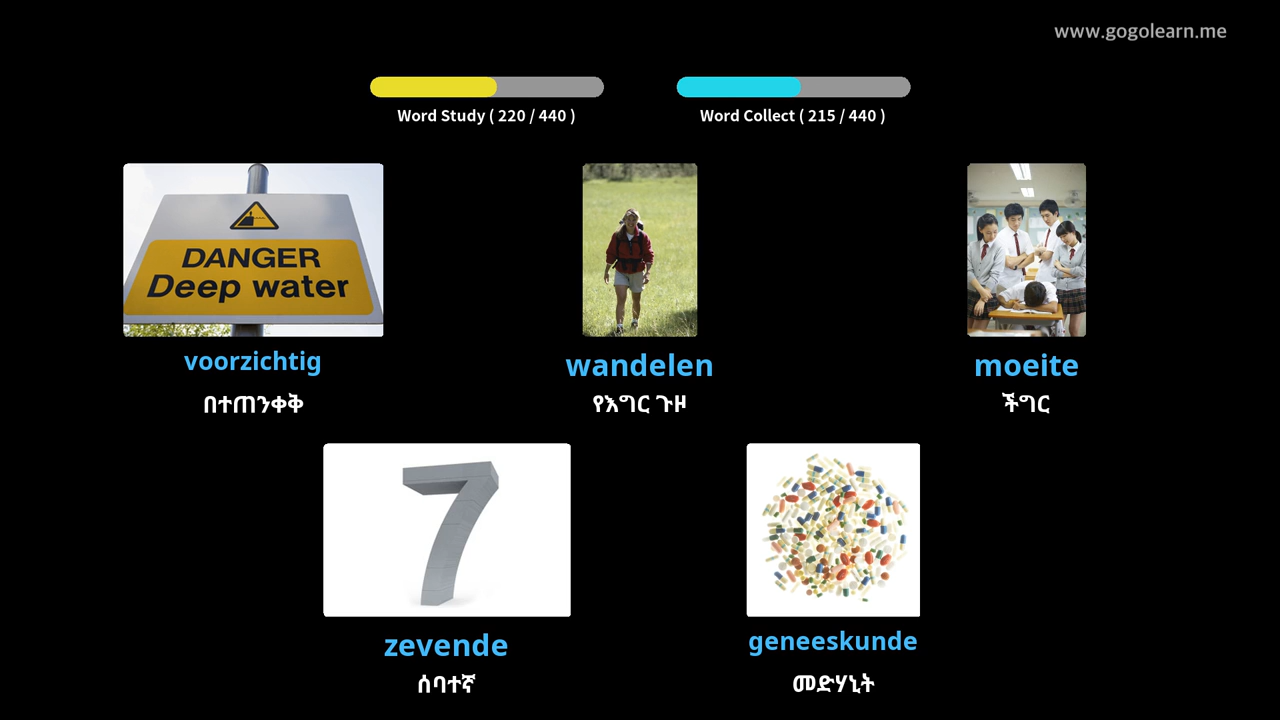 www.gogolearn.me
Word Study ( 220 / 440 )
Word Collect ( 215 / 440 )
DANGER
Deep water
voorzichtig
wandelen
moeite
በተጠንቀቅ
የእግር ጉዞ
ችግር
7
zevende
geneeskunde
ሰባተኛ
መድሃኒት